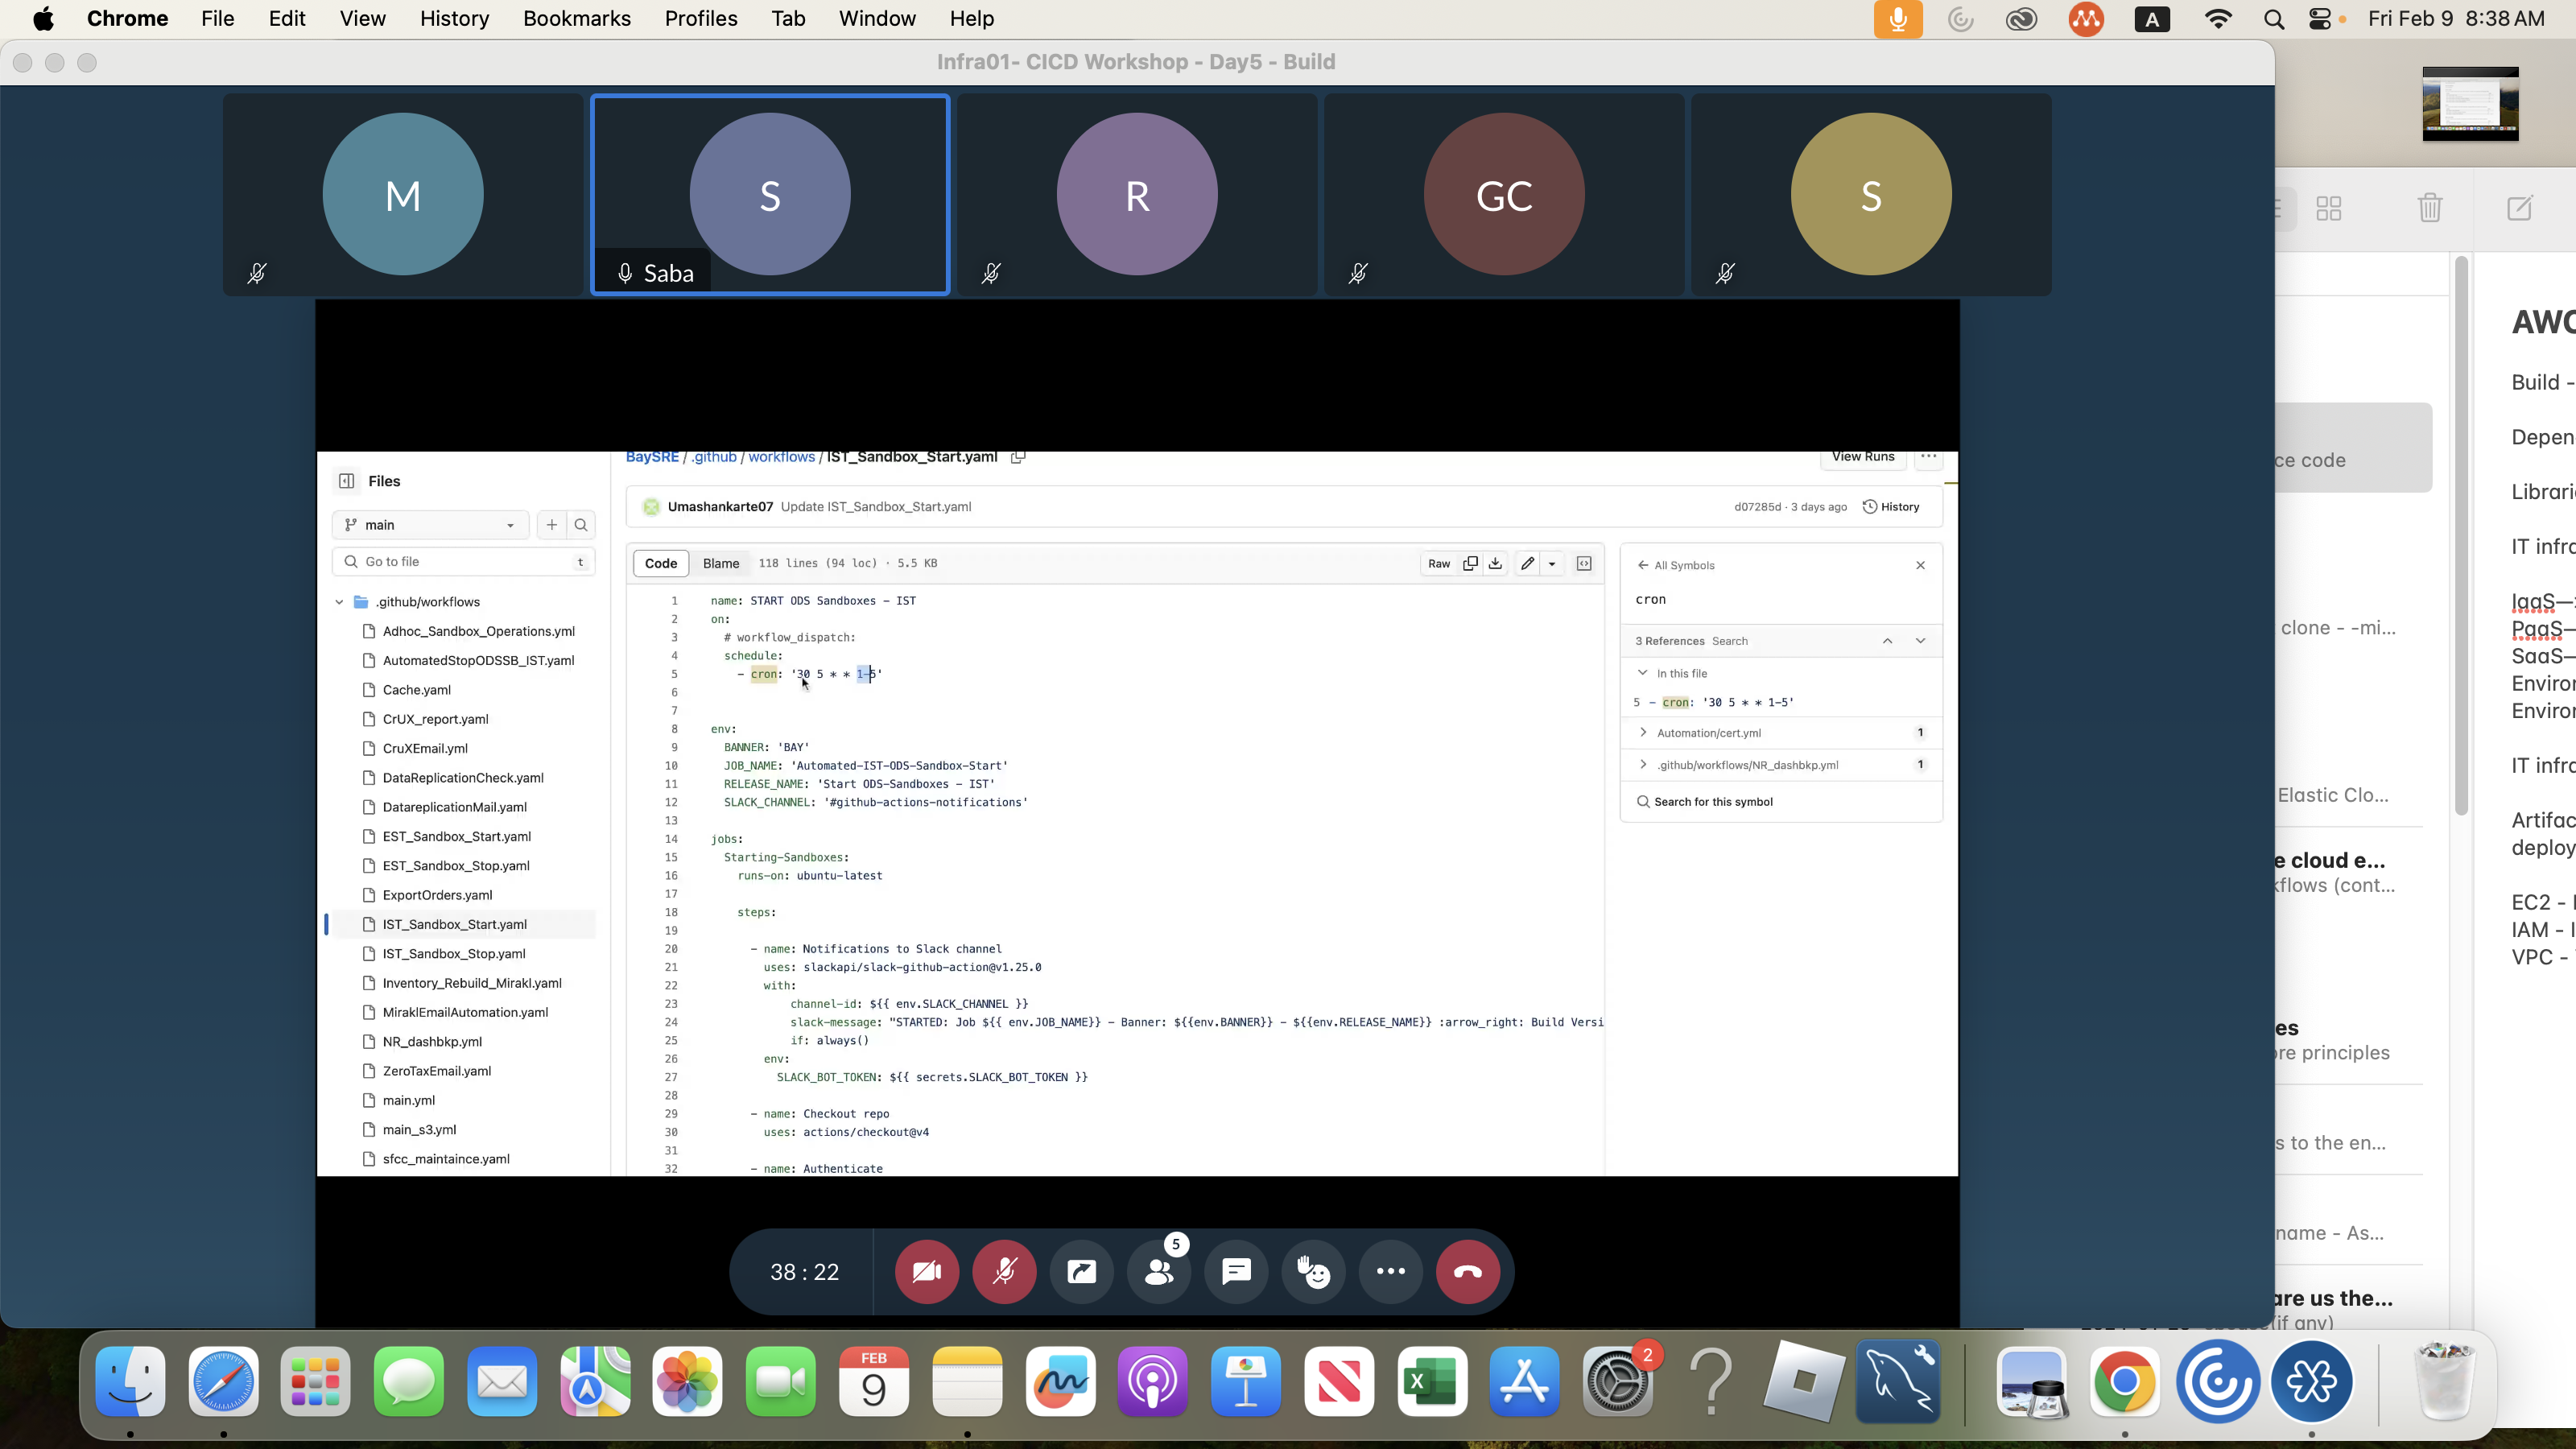 Chrome File Edit View History Bookmarks Profiles Tab Window Help A Fri Feb 9 8:38 AM
Infra01- CICD Workshop - Day5 - Build
M S R GC S
Saba
BaySRE / .github / workflows / IST_Sandbox_Start.yaml
View Runs
Files
Umashankarte07 Update IST_Sandbox_Start.yaml
d07285d · 3 days ago History
main
Go to file t
Code Blame 118 lines (94 loc) · 5.5 KB
Raw
.github/workflows
Adhoc_Sandbox_Operations.yml
AutomatedStopODSSB_IST.yaml
Cache.yaml
CrUX_report.yaml
CruXEmail.yml
DataReplicationCheck.yaml
DatareplicationMail.yaml
EST_Sandbox_Start.yaml
EST_Sandbox_Stop.yaml
ExportOrders.yaml
IST_Sandbox_Start.yaml
IST_Sandbox_Stop.yaml
Inventory_Rebuild_Mirakl.yaml
MiraklEmailAutomation.yaml
NR_dashbkp.yml
ZeroTaxEmail.yaml
main.yml
main_s3.yml
sfcc_maintaince.yaml
1 name: START ODS Sandboxes - IST
2 on:
3 # workflow_dispatch:
4 schedule:
5 - cron: '30 5 * * 1-5'
6
7
8 env:
9 BANNER: 'BAY'
10 JOB_NAME: 'Automated-IST-ODS-Sandbox-Start'
11 RELEASE_NAME: 'Start ODS-Sandboxes - IST'
12 SLACK_CHANNEL: '#github-actions-notifications'
13
14 jobs:
15 Starting-Sandboxes:
16 runs-on: ubuntu-latest
17
18 steps:
19
20 - name: Notifications to Slack channel
21 uses: slackapi/slack-github-action@v1.25.0
22 with:
23 channel-id: ${{ env.SLACK_CHANNEL }}
24 slack-message: "STARTED: Job ${{ env.JOB_NAME}} - Banner: ${{env.BANNER}} - ${{env.RELEASE_NAME}} :arrow_right: Build Versi
25 if: always()
26 env:
27 SLACK_BOT_TOKEN: ${{ secrets.SLACK_BOT_TOKEN }}
28
29 - name: Checkout repo
30 uses: actions/checkout@v4
31
32 - name: Authenticate
All Symbols
cron
3 References Search
In this file
5 - cron: '30 5 * * 1-5'
Automation/cert.yml 1
.github/workflows/NR_dashbkp.yml 1
Search for this symbol
38 : 22
5
ce code
clone - -mi...
Elastic Clo...
e cloud e...
kflows (cont...
es
ore principles
s to the en...
name - As...
are us the...
(if any)
AWC
Build -
Depen
Librari
IT infra
IaaS—
PaaS—
SaaS—
Enviror
Enviror
IT infra
Artifac
deploy
EC2 - 
IAM - I
VPC -
FEB
9
2